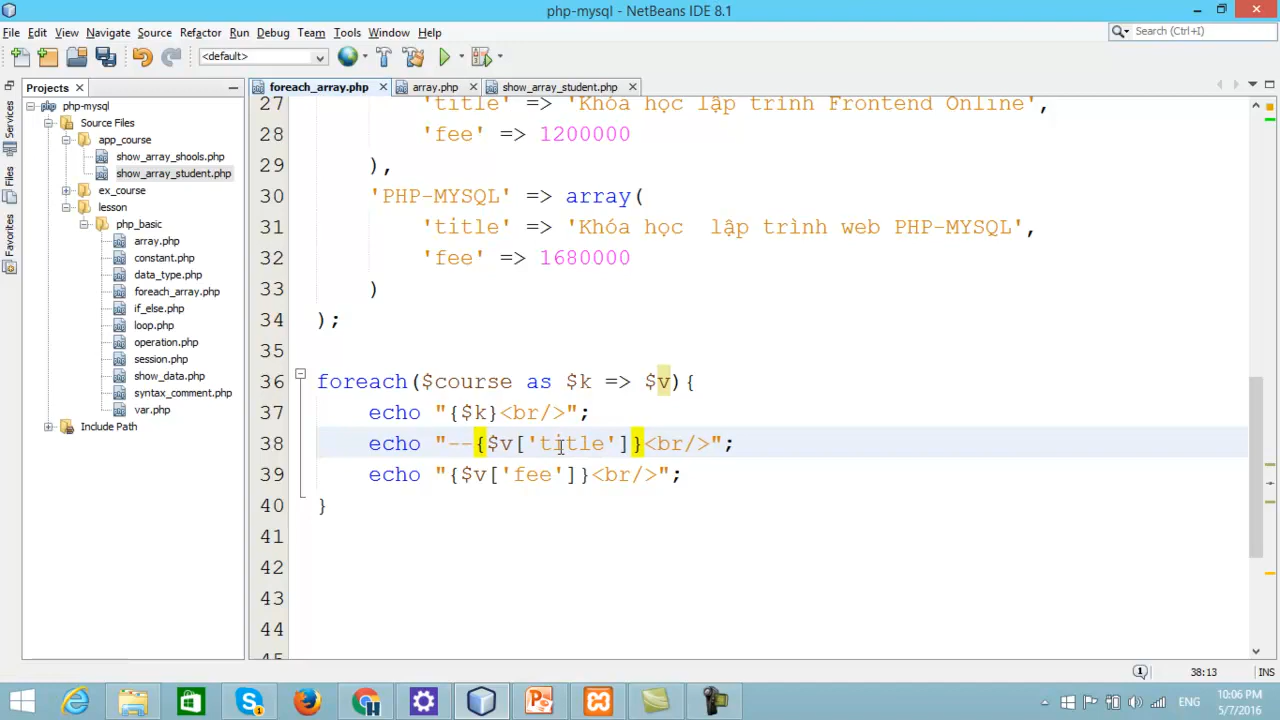 php-mysql - NetBeans IDE 8.1
File Edit View Navigate Source Refactor Run Debug Team Tools Window Help
Search (Ctrl+I)
<default>
Projects
foreach_array.php
array.php
show_array_student.php
Services
Files
Favorites
php-mysql
Source Files
app_course
show_array_shools.php
show_array_student.php
ex_course
lesson
php_basic
array.php
constant.php
data_type.php
foreach_array.php
if_else.php
loop.php
operation.php
session.php
show_data.php
syntax_comment.php
var.php
Include Path
27 'title' => 'Khóa học lập trình Frontend Online',
28 'fee' => 1200000
29 ),
30 'PHP-MYSQL' => array(
31 'title' => 'Khóa học  lập trình web PHP-MYSQL',
32 'fee' => 1680000
33 )
34 );
35
36 foreach($course as $k => $v){
37 echo "{$k}<br/>";
38 echo "--{$v['title']}<br/>";
39 echo "{$v['fee']}<br/>";
40 }
41
42
43
44
45
38:13 INS
ENG
10:06 PM
5/7/2016